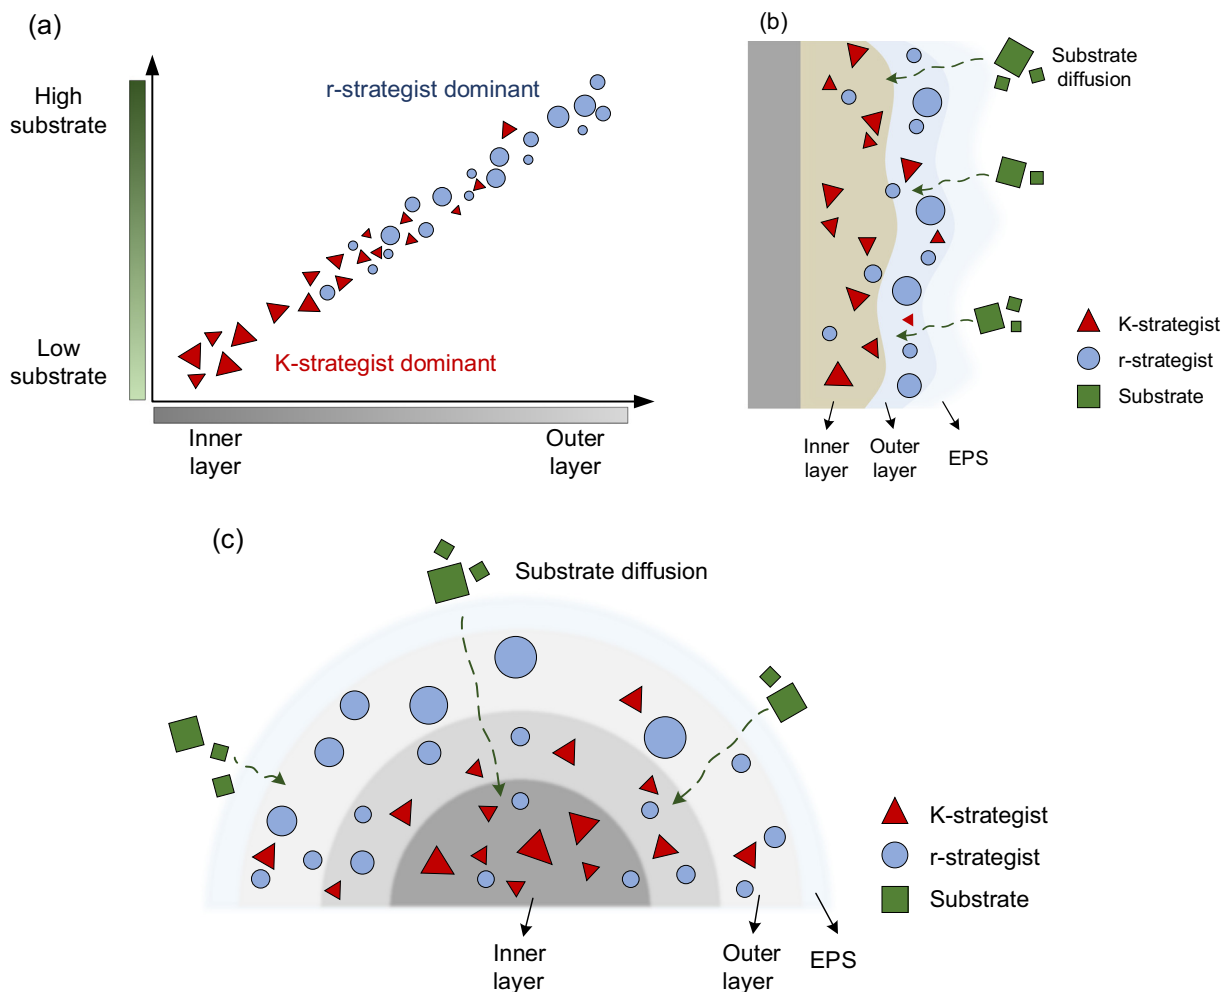 (a)
High
substrate
r-strategist dominant
Low
substrate
K-strategist dominant
Inner
layer
Outer
layer
(b)
Substrate
diffusion
K-strategist
r-strategist
Substrate
Inner
layer
Outer
layer
EPS
(c)
Substrate diffusion
K-strategist
r-strategist
Substrate
Inner
layer
Outer
layer
EPS